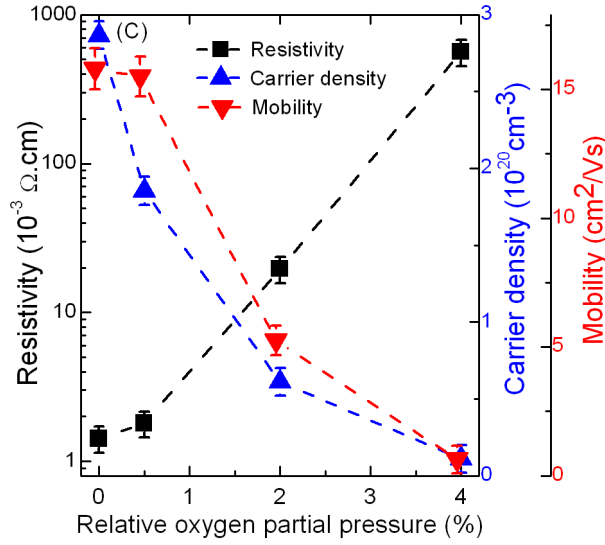 (C)
Resistivity
Carrier density
Mobility
1000
100
10
1
Resistivity (10⁻³ Ω.cm)
0
1
2
3
4
Relative oxygen partial pressure (%)
3
2
1
0
Carrier density (10²⁰cm⁻³)
15
10
5
0
Mobility (cm²/Vs)